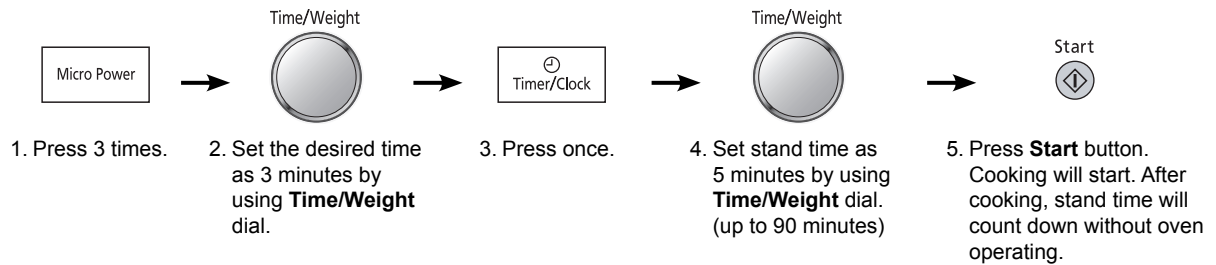 Time/Weight
Time/Weight
Micro Power
Timer/Clock
Start
1. Press 3 times.
2. Set the desired time
as 3 minutes by
using Time/Weight
dial.
3. Press once.
4. Set stand time as
5 minutes by using
Time/Weight dial.
(up to 90 minutes)
5. Press Start button.
Cooking will start. After
cooking, stand time will
count down without oven
operating.